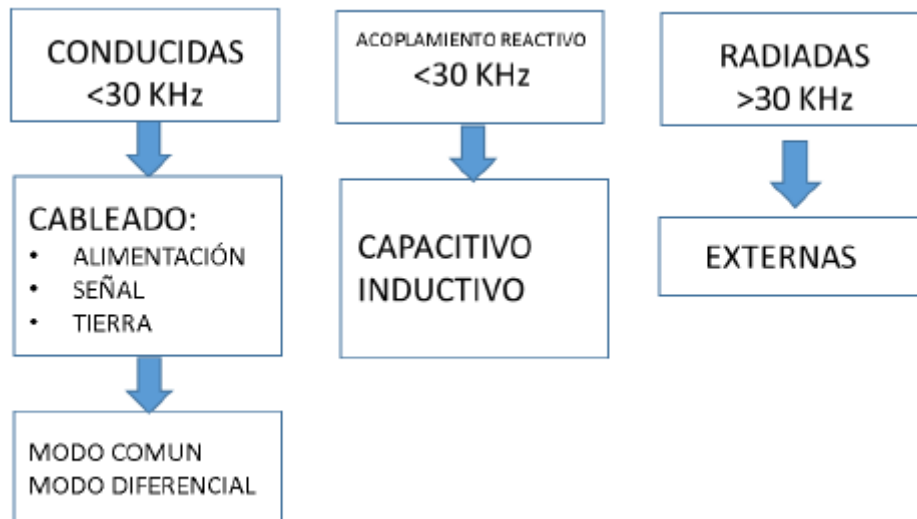 CONDUCIDAS
<30 KHz
CABLEADO:
• ALIMENTACIÓN
• SEÑAL
• TIERRA
MODO COMUN
MODO DIFERENCIAL
ACOPLAMIENTO REACTIVO
<30 KHz
CAPACITIVO
INDUCTIVO
RADIADAS
>30 KHz
EXTERNAS